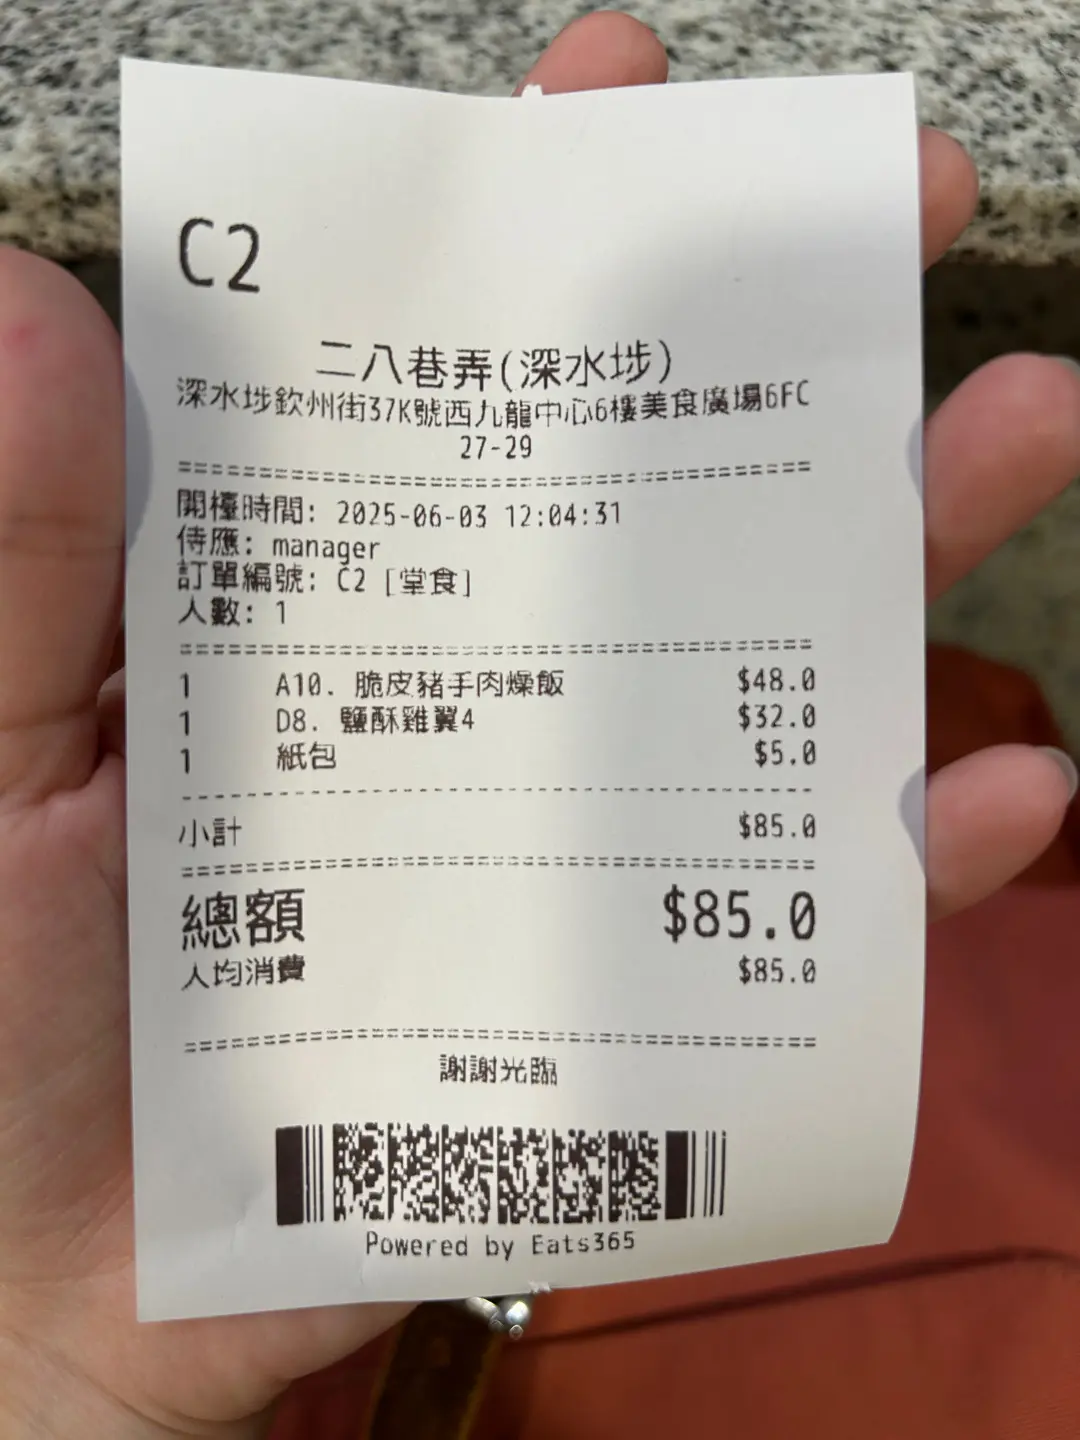 C2
二八巷弄(深水埗)
深水埗欽州街37K號西九龍中心6樓美食廣場6FC
27-29
開檯時間: 2025-06-03 12:04:31
侍應: manager
訂單編號: C2 [堂食]
人數: 1
1 A10. 脆皮豬手肉燥飯 $48.0
1 D8. 鹽酥雞翼4 $32.0
1 紙包 $5.0
小計 $85.0
總額 $85.0
人均消費 $85.0
謝謝光臨
Powered by Eats365